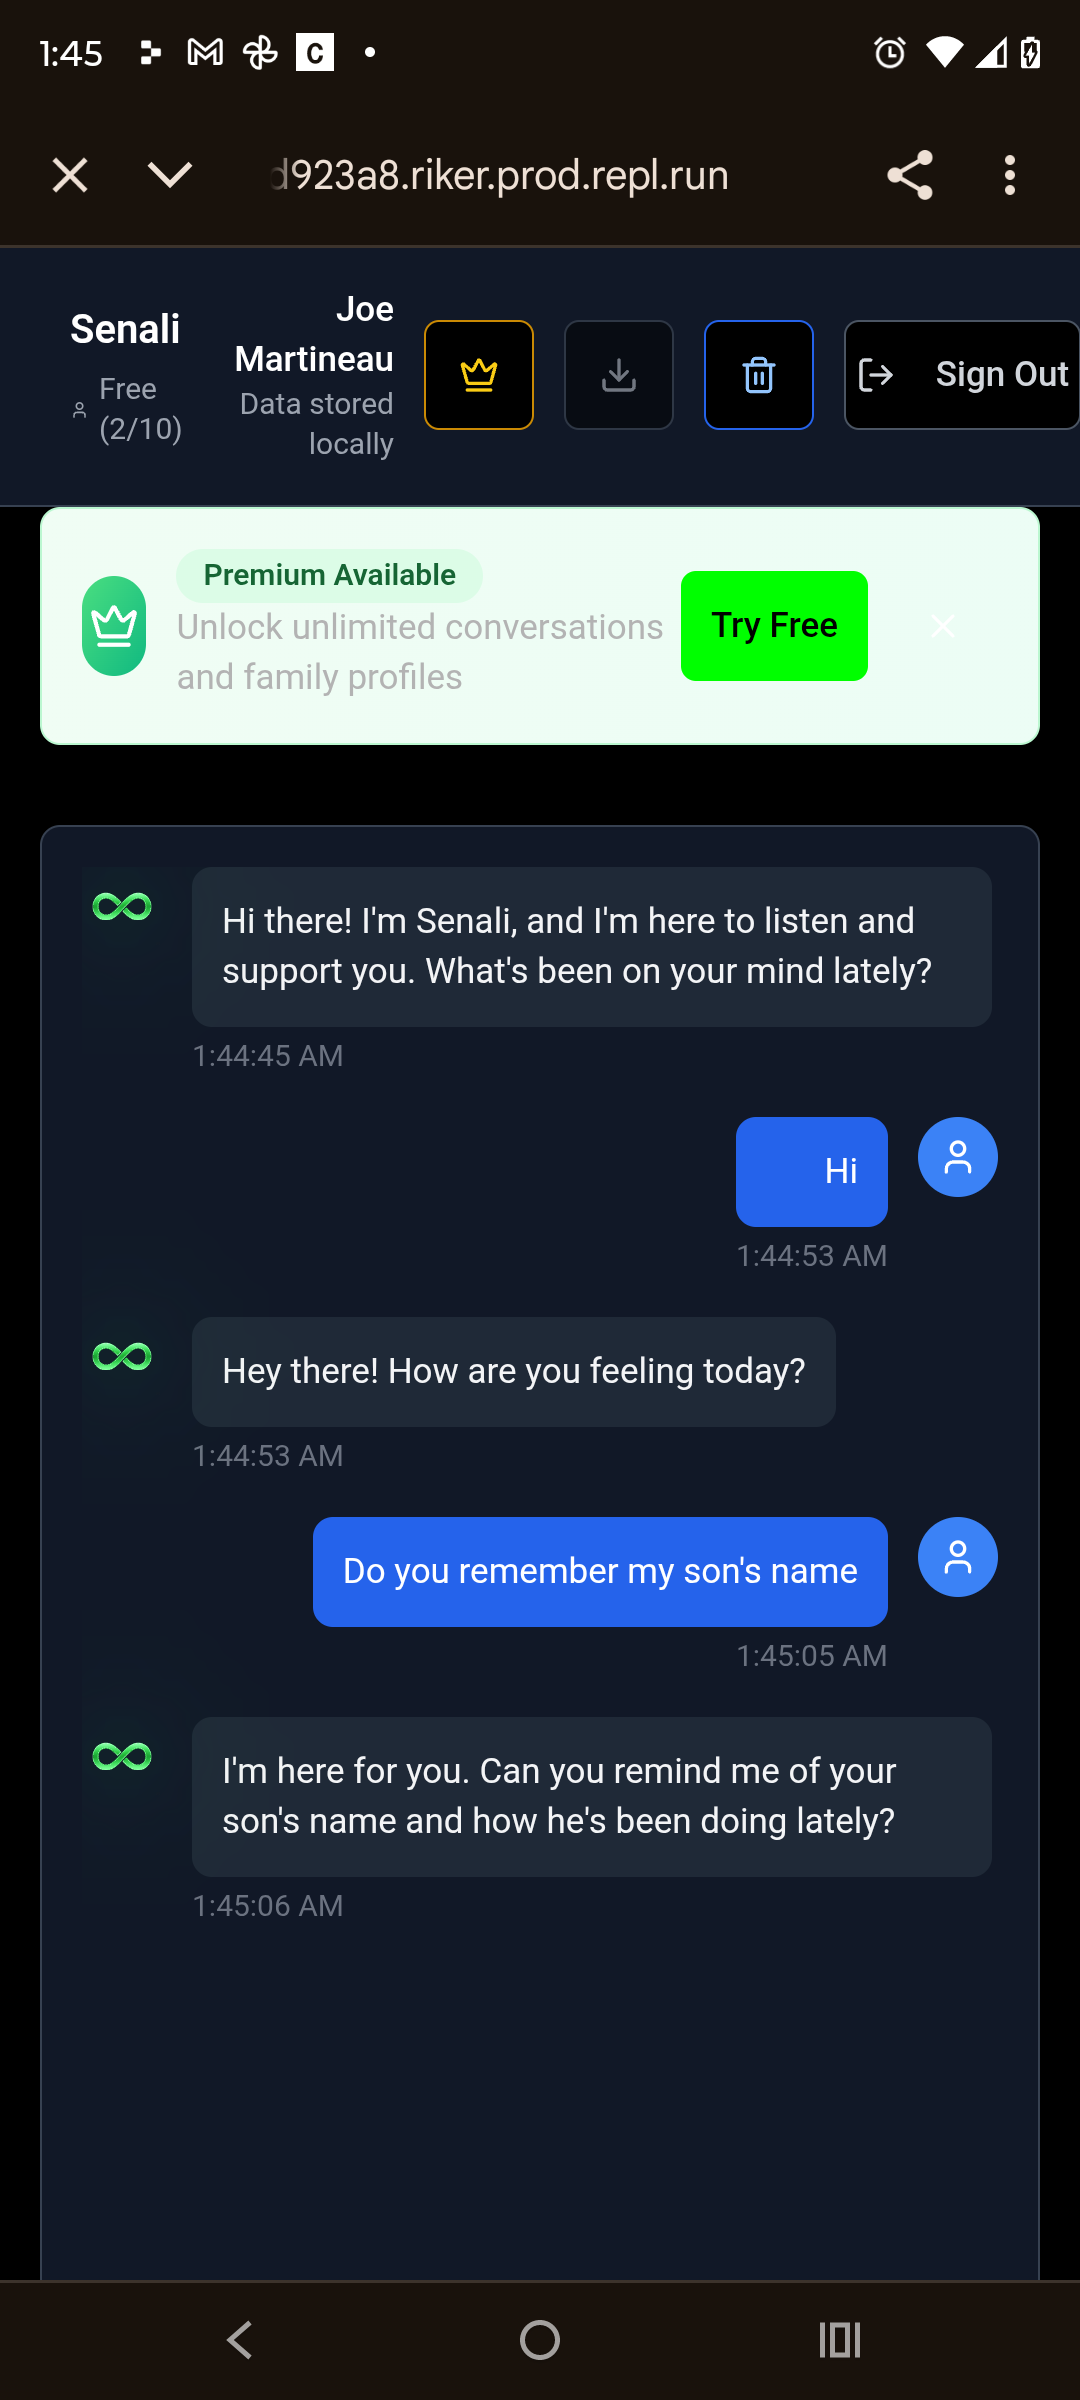 1:45
C
d923a8.riker.prod.repl.run
Senali
Free
(2/10)
Joe
Martineau
Data stored
locally
Sign Out
Premium Available
Unlock unlimited conversations
and family profiles
Try Free
Hi there! I'm Senali, and I'm here to listen and
support you. What's been on your mind lately?
1:44:45 AM
Hi
1:44:53 AM
Hey there! How are you feeling today?
1:44:53 AM
Do you remember my son's name
1:45:05 AM
I'm here for you. Can you remind me of your
son's name and how he's been doing lately?
1:45:06 AM